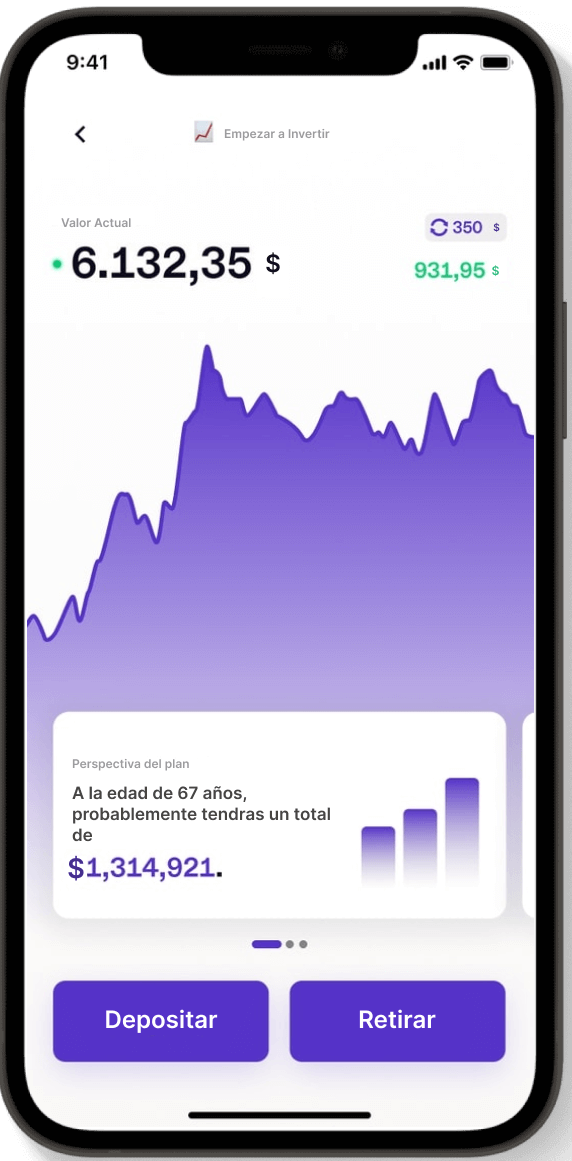 9:41
Empezar a Invertir
Valor Actual
350 $
6.132,35 $
931,95 $
Perspectiva del plan
A la edad de 67 años,
probablemente tendras un total
de
$1,314,921.
Depositar
Retirar